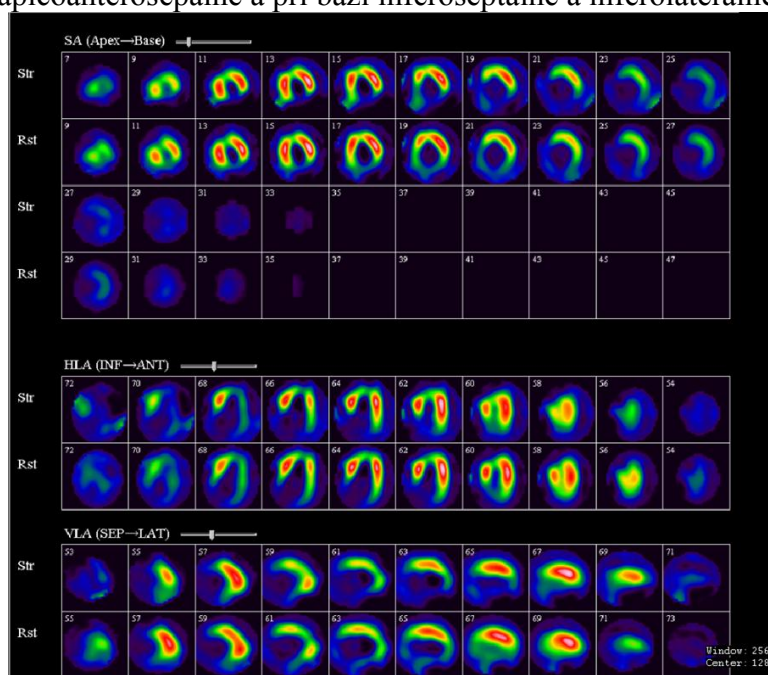 apicoanteroseptálně a při bázi inferoseptálně a inferolaterálně
SA (Apex→Base)
Str 7 9 11 13 15 17 19 21 23 25
Rst 9 11 13 15 17 19 21 23 25 27
Str 27 29 31 33 35 37 39 41 43 45
Rst 29 31 33 35 37 39 41 43 45 47
HLA (INF→ANT)
Str 72 70 68 66 64 62 60 58 56 54
Rst 72 70 68 66 64 62 60 58 56 54
VLA (SEP→LAT)
Str 53 55 57 59 61 63 65 67 69 71
Rst 55 57 59 61 63 65 67 69 71 73
Window: 256
Center: 128